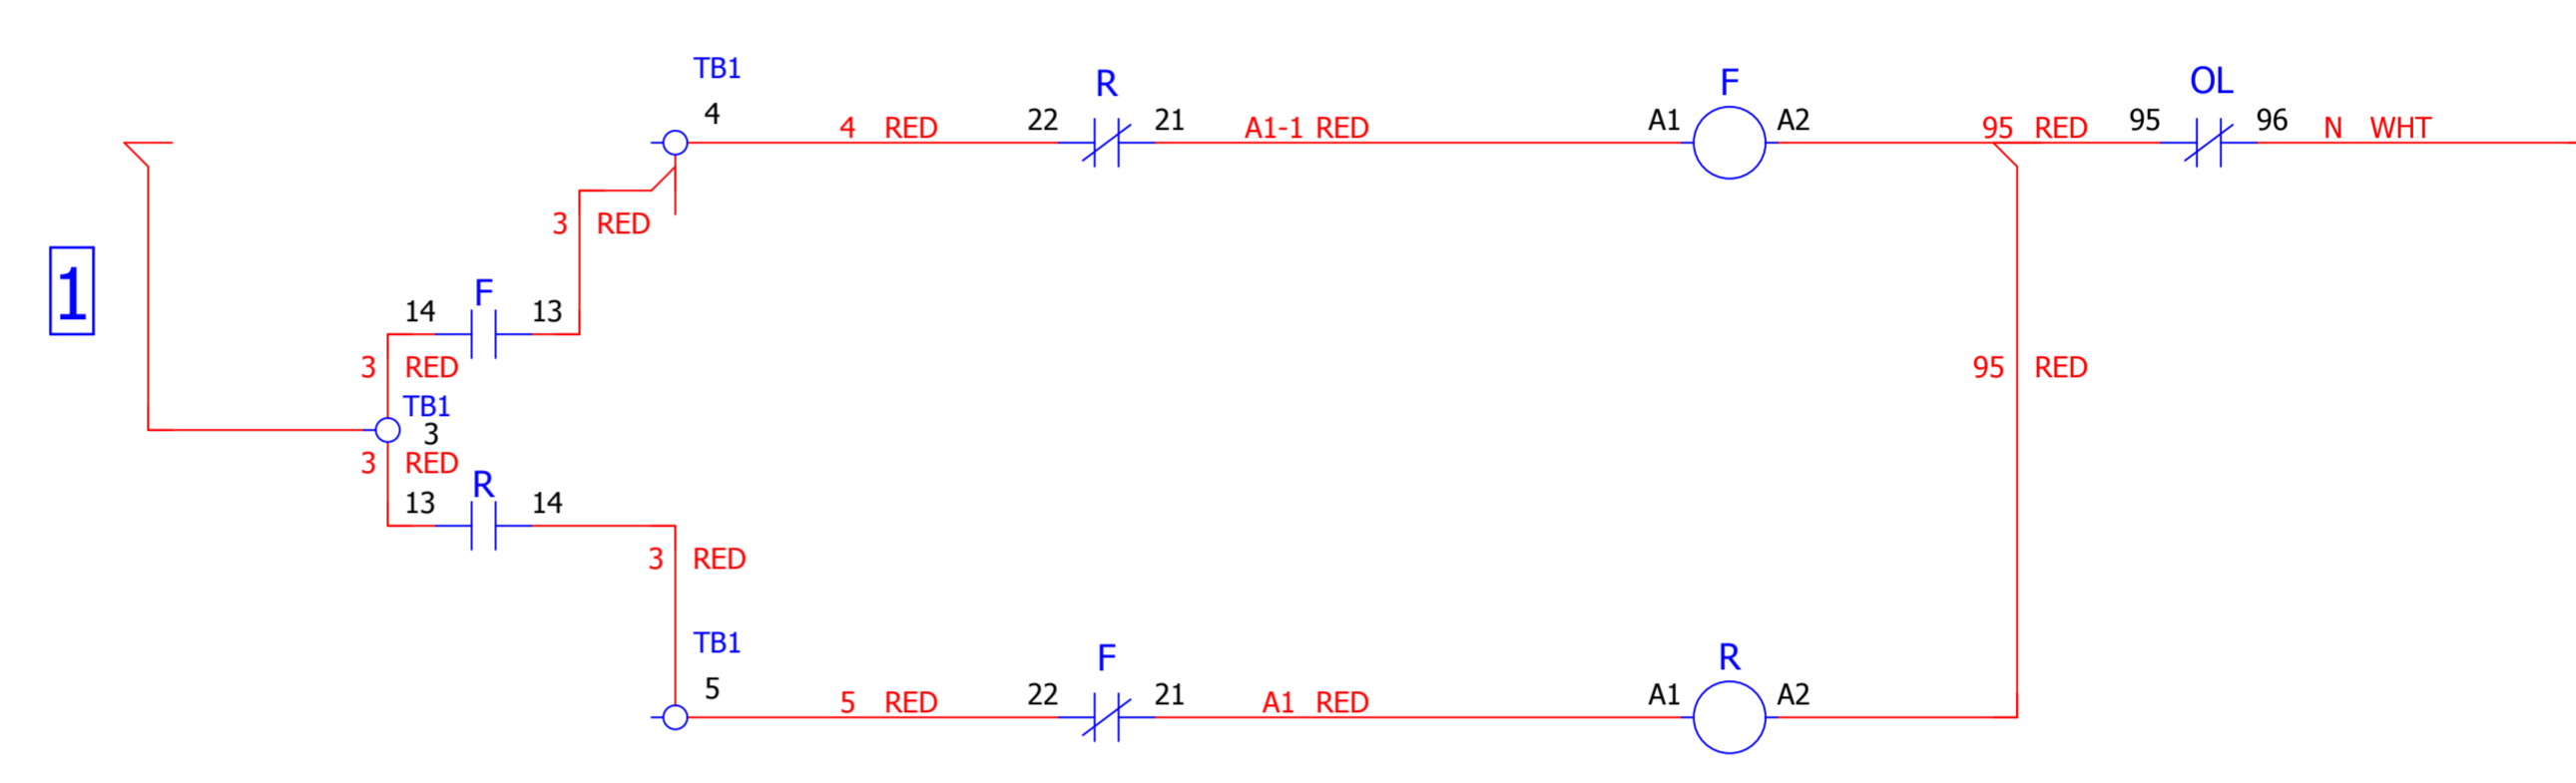 TB1
4
4 RED
22
R
21
A1-1 RED
A1
F
A2
95 RED
95
OL
96
N WHT
3 RED
1
14
F
13
3 RED
95 RED
TB1
3
3 RED
13
R
14
3 RED
TB1
5
5 RED
22
F
21
A1 RED
A1
R
A2